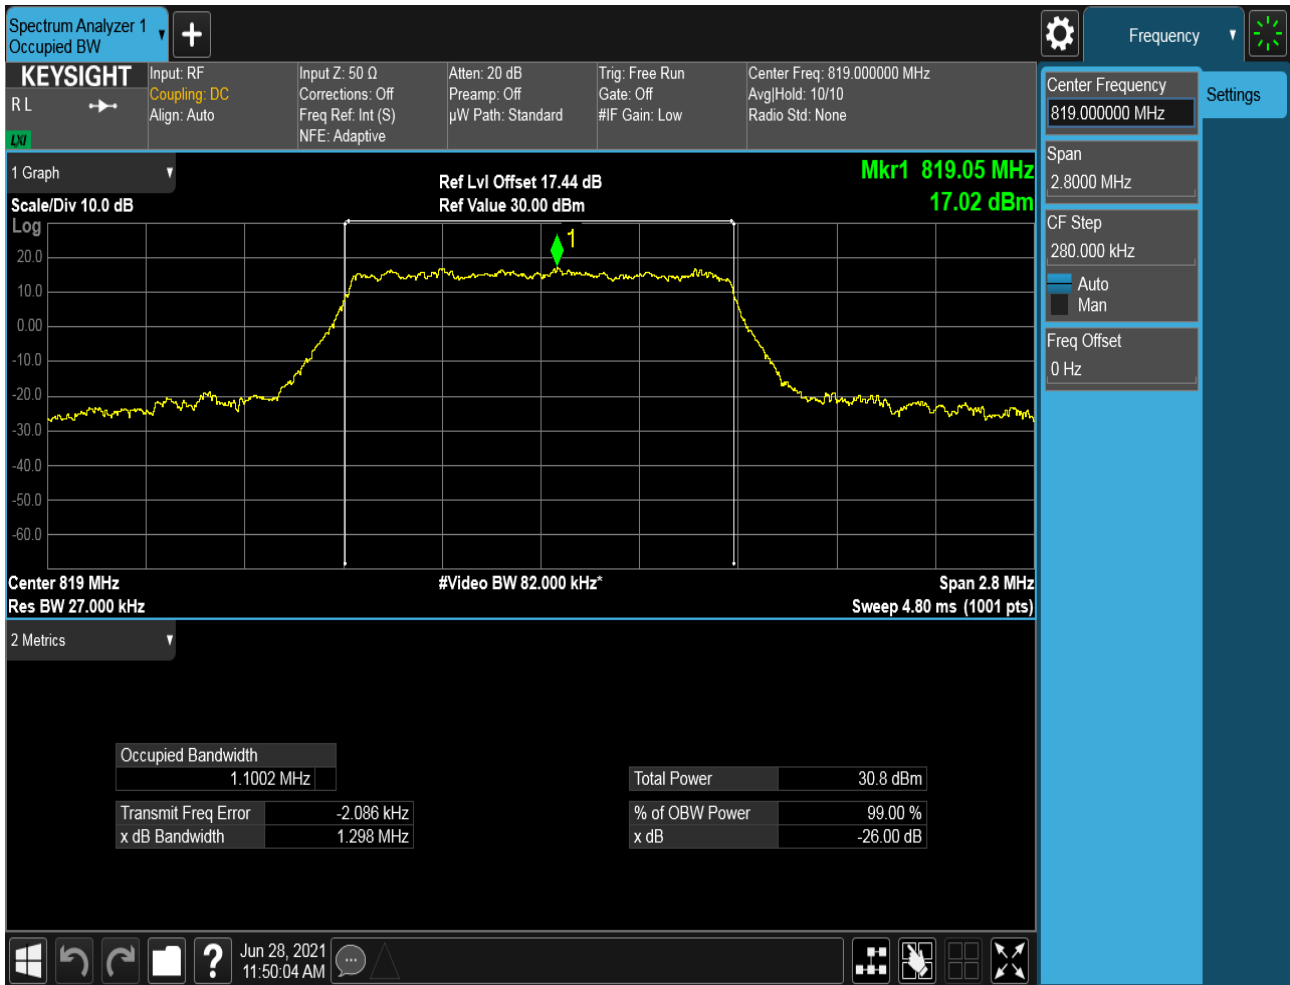 Spectrum Analyzer 1
Occupied BW
Frequency
KEYSIGHT
R L
LXI
Input: RF
Coupling: DC
Align: Auto
Input Z: 50 Ω
Corrections: Off
Freq Ref: Int (S)
NFE: Adaptive
Atten: 20 dB
Preamp: Off
µW Path: Standard
Trig: Free Run
Gate: Off
#IF Gain: Low
Center Freq: 819.000000 MHz
Avg|Hold: 10/10
Radio Std: None
Center Frequency
819.000000 MHz
Settings
Span
2.8000 MHz
CF Step
280.000 kHz
Auto
Man
Freq Offset
0 Hz
1 Graph
Scale/Div 10.0 dB
Ref Lvl Offset 17.44 dB
Ref Value 30.00 dBm
Mkr1 819.05 MHz
17.02 dBm
Log
1
20.0
10.0
0.00
-10.0
-20.0
-30.0
-40.0
-50.0
-60.0
Center 819 MHz
#Video BW 82.000 kHz*
Span 2.8 MHz
Res BW 27.000 kHz
Sweep 4.80 ms (1001 pts)
2 Metrics
Occupied Bandwidth
1.1002 MHz
Total Power 30.8 dBm
Transmit Freq Error -2.086 kHz
% of OBW Power 99.00 %
x dB Bandwidth 1.298 MHz
x dB -26.00 dB
?
Jun 28, 2021
11:50:04 AM